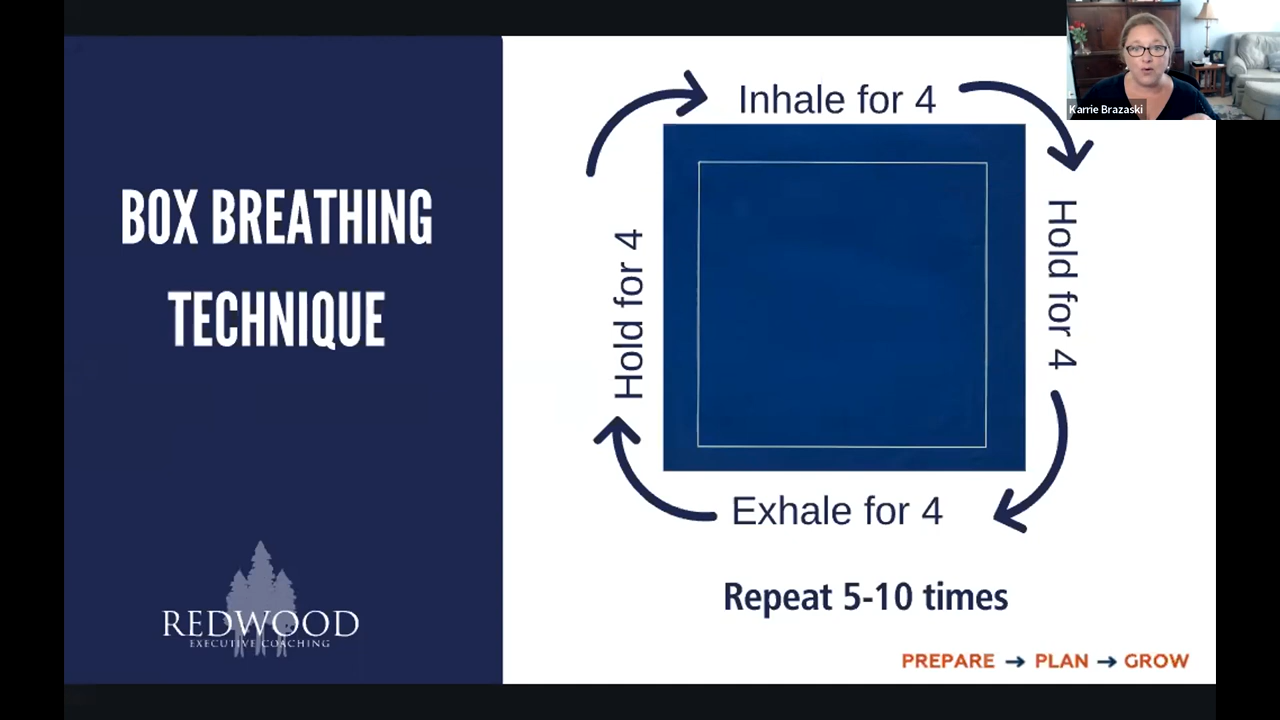 BOX BREATHING
TECHNIQUE
REDWOOD
EXECUTIVE COACHING
Inhale for 4
Hold for 4
Exhale for 4
Hold for 4
Repeat 5-10 times
PREPARE → PLAN → GROW
Karrie Brazaski